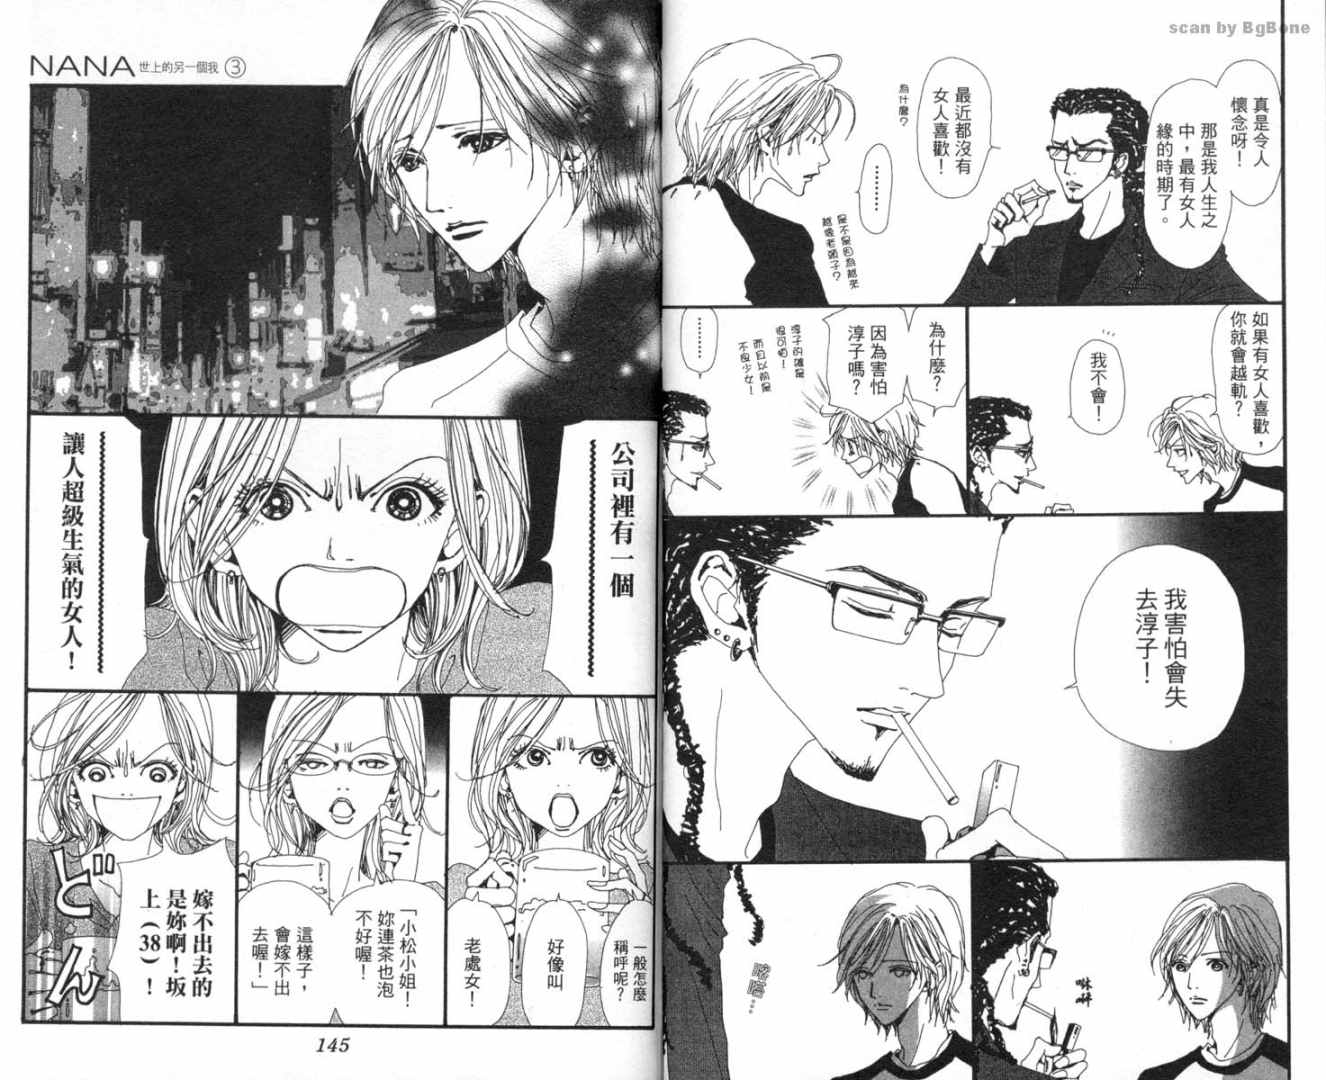 scan by BgBone
真是令人
懷念呀！
那是我人生之
中，最有女人
緣的時期了。
最近都沒有
女人喜歡！
為什麼？
………
是不是因為越來
越像老頭子？
如果有女人喜歡，
你就會越軌？
我不會！
為什麼？
因為害怕
淳子嗎？
淳子的確是
很可怕！
而且以前是
不良少女！
………
我害怕會失
去淳子！
咻咻
喀嗒…
NANA 世上的另一個我 ③
公司裡有一個
讓人超級生氣的女人！
一般怎麼
稱呼呢？
好像叫
老處女！
「小松小姐！
妳連茶也泡
不好喔！
這樣子，
會嫁不出
去喔！」
嫁不出去的
是妳啊！坂
上（38）！
どん
145